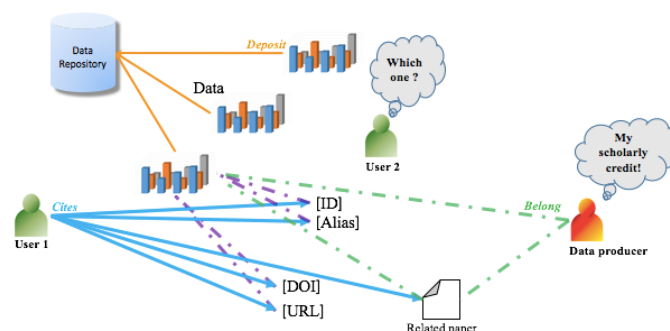 Data
Repository
Deposit
Data
Which
one ?
User 2
My
scholarly
credit!
Cites
User 1
[ID]
[Alias]
Belong
Data producer
[DOI]
[URL]
Related paper